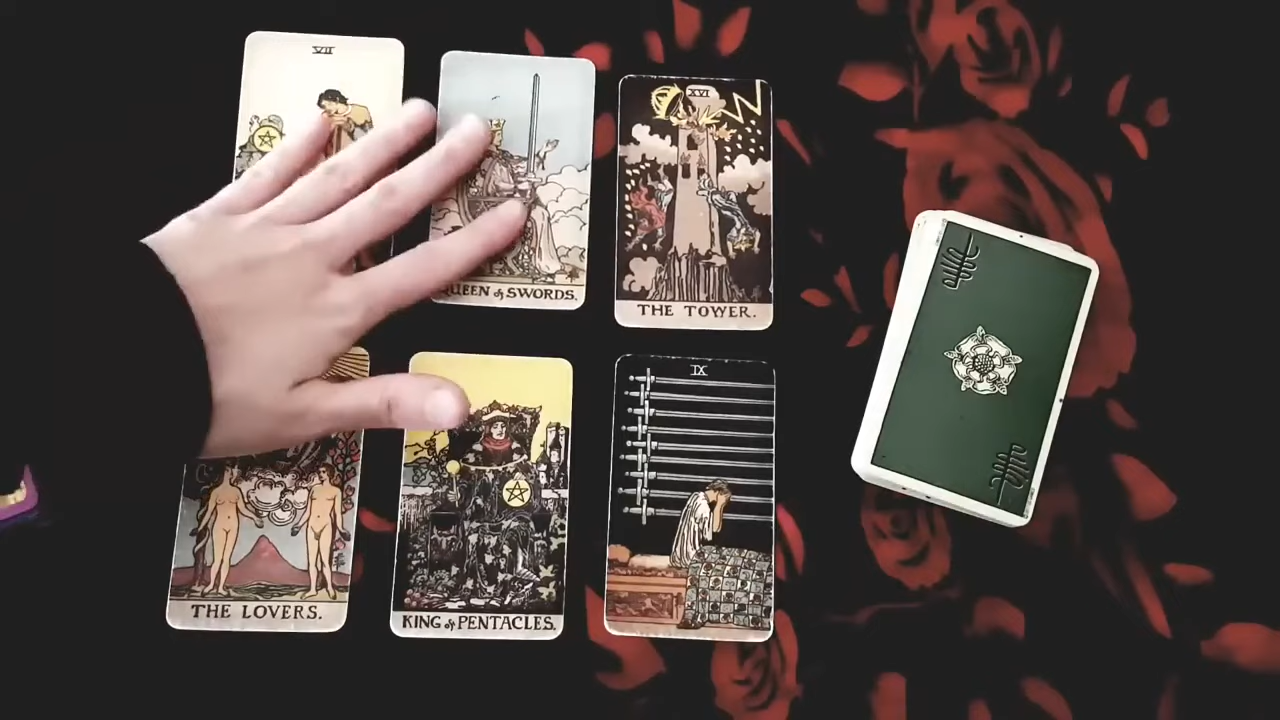 VII
QUEEN of SWORDS.
XVI
THE TOWER.
THE LOVERS.
KING of PENTACLES.
IX